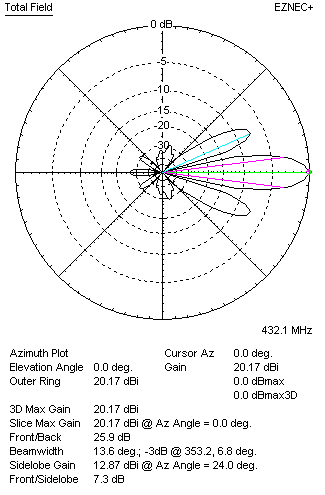 Total Field
EZNEC+
0 dB
-5
-10
-15
-20
-30
432.1 MHz
Azimuth Plot Cursor Az 0.0 deg.
Elevation Angle 0.0 deg. Gain 20.17 dBi
Outer Ring 20.17 dBi 0.0 dBmax
0.0 dBmax3D
3D Max Gain 20.17 dBi
Slice Max Gain 20.17 dBi @ Az Angle = 0.0 deg.
Front/Back 25.9 dB
Beamwidth 13.6 deg.; -3dB @ 353.2, 6.8 deg.
Sidelobe Gain 12.87 dBi @ Az Angle = 24.0 deg.
Front/Sidelobe 7.3 dB